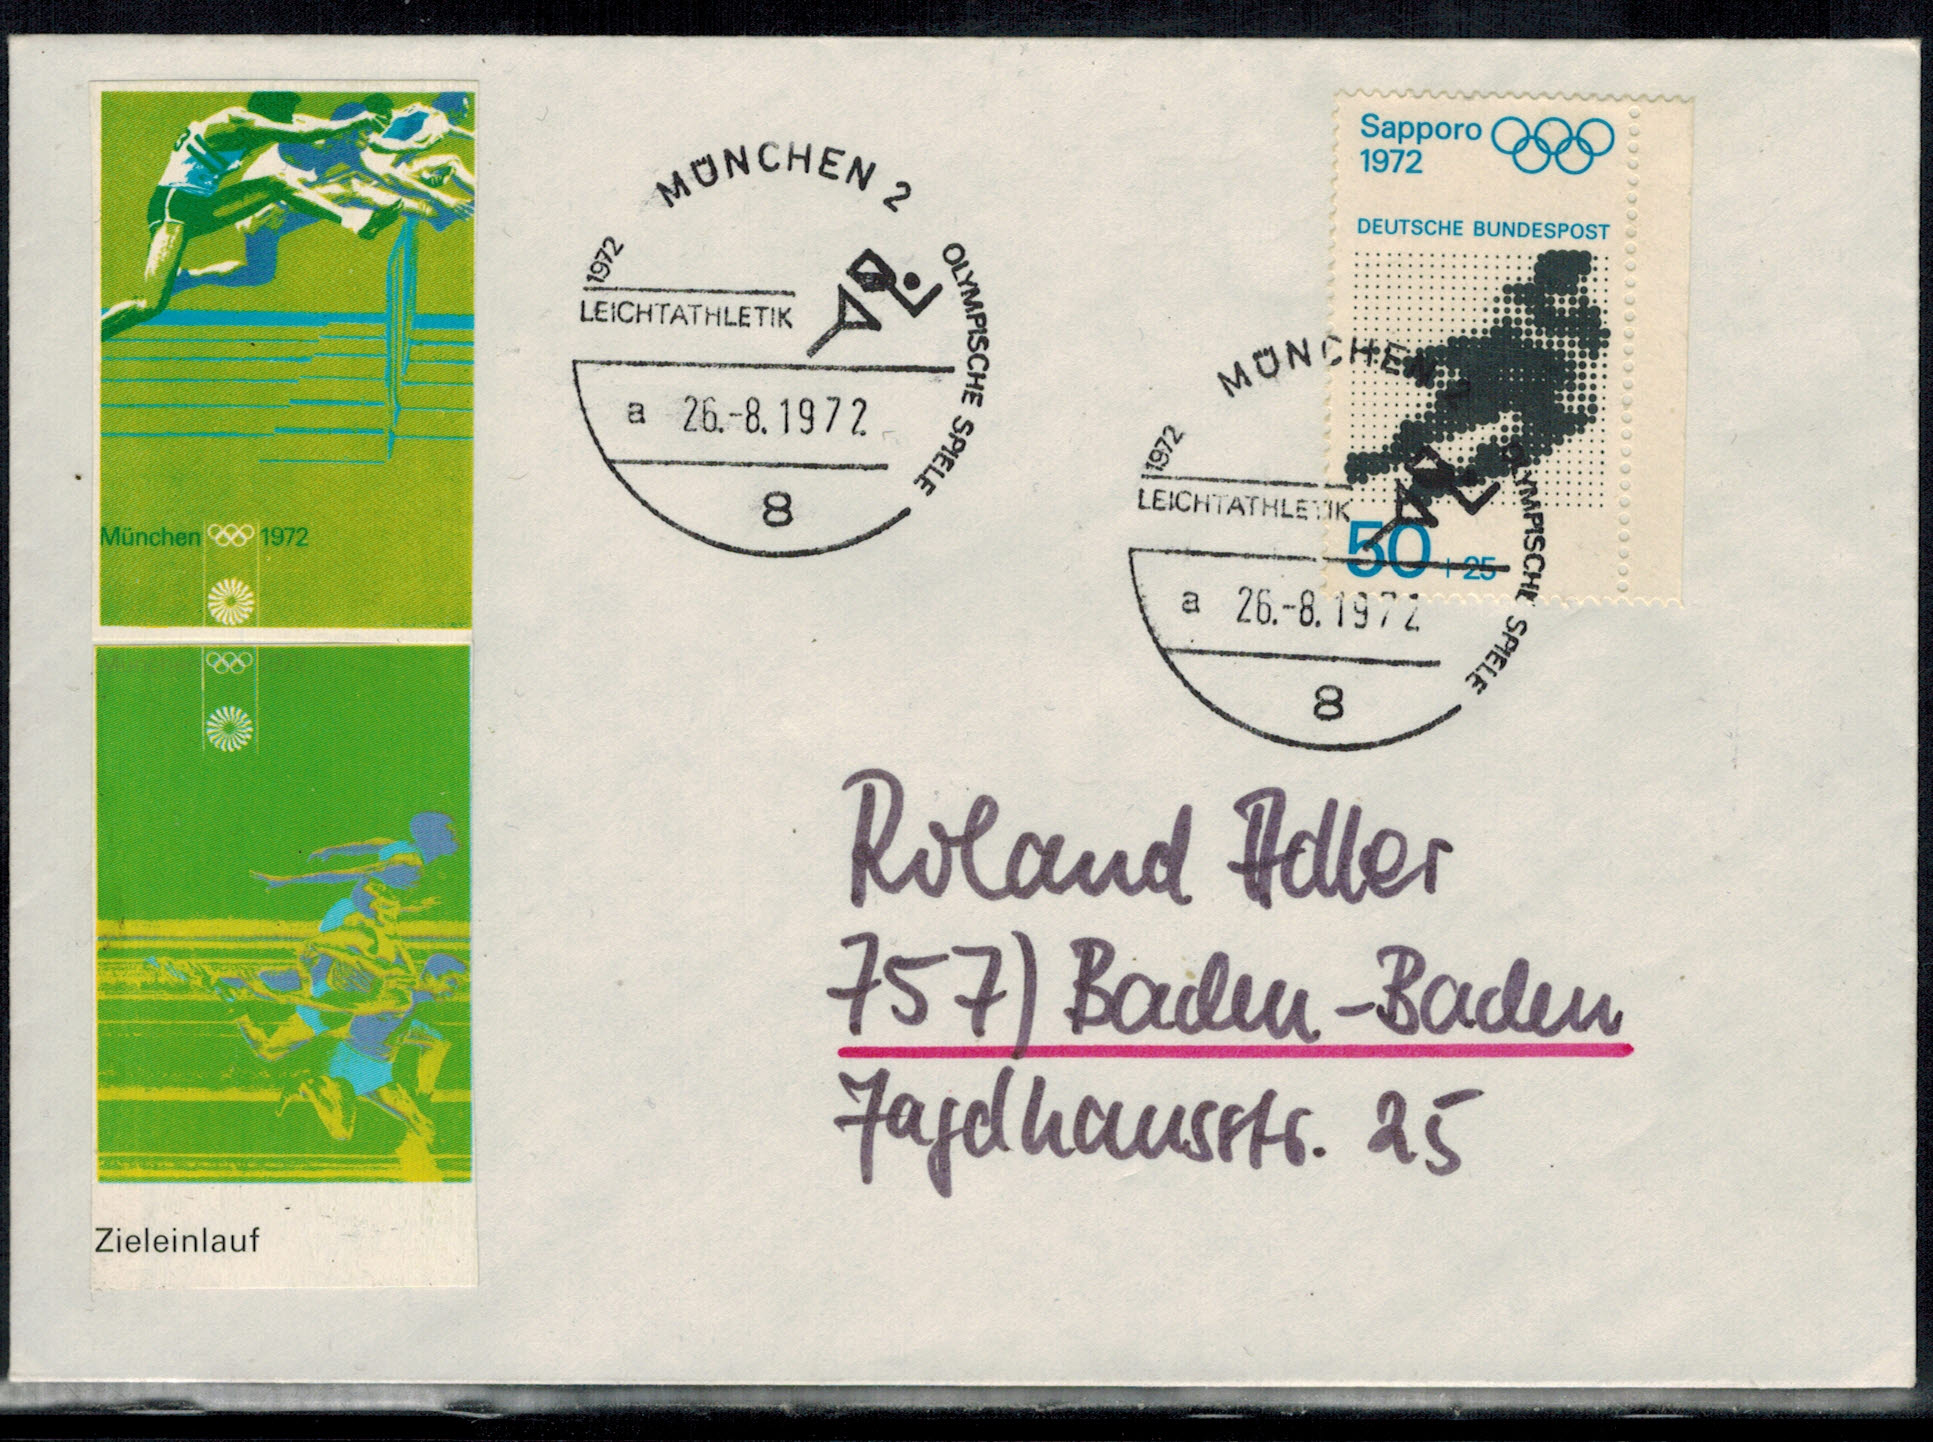 München 1972
Zieleinlauf
MÜNCHEN 2
1972
LEICHTATHLETIK
OLYMPISCHE SPIELE
a 26.-8.1972
8
Sapporo
1972
DEUTSCHE BUNDESPOST
50 + 25
MÜNCHEN 2
1972
LEICHTATHLETIK
OLYMPISCHE SPIELE
a 26.-8.1972
8
Roland Adler
757) Baden-Baden
Jagdhausstr. 25